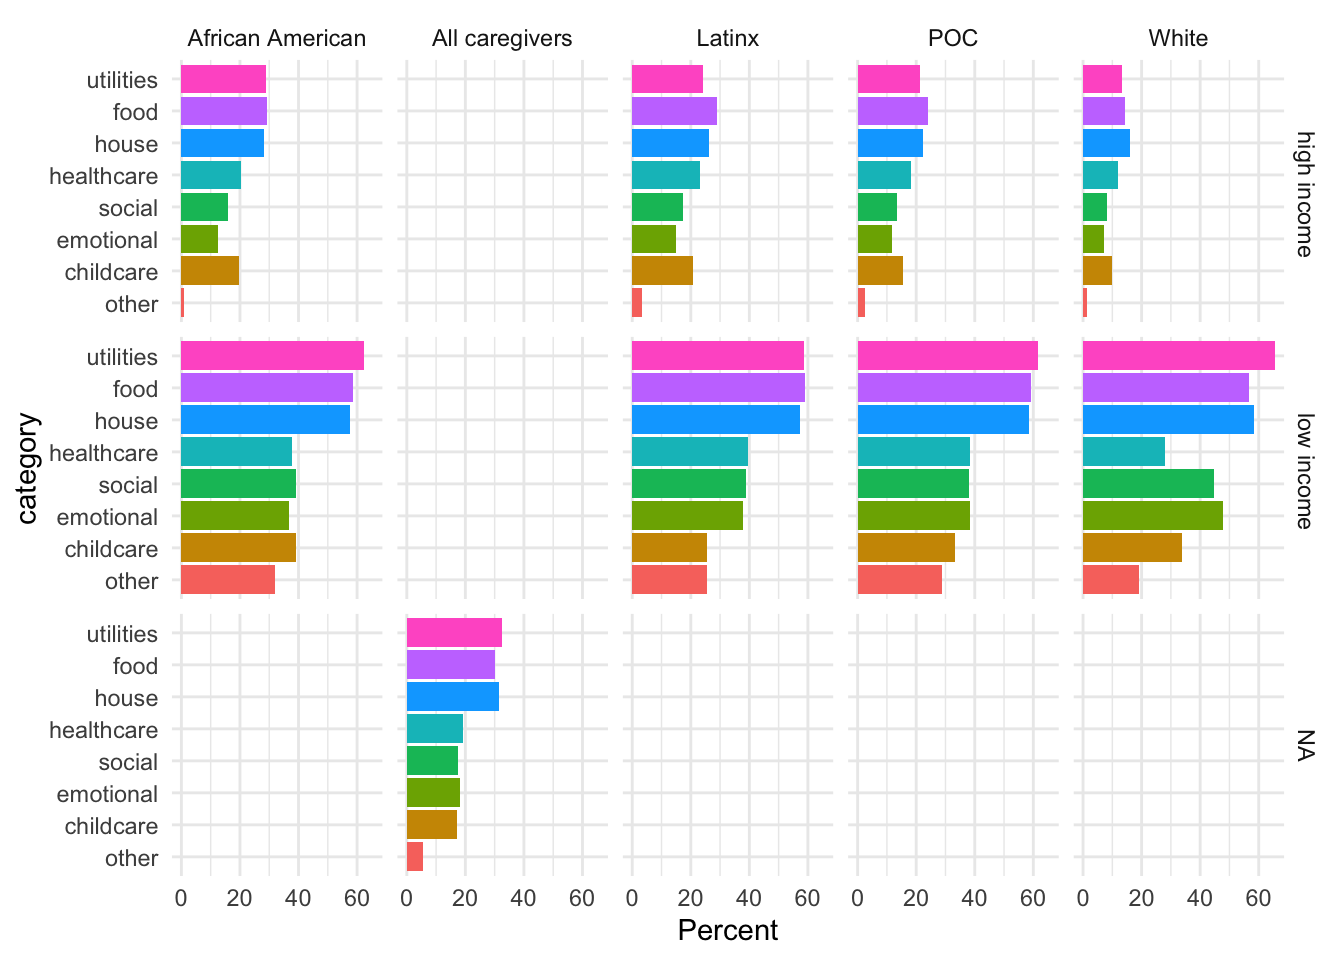 African American All caregivers Latinx POC White
utilities
food
house
healthcare
social
emotional
childcare
other
high income
utilities
food
house
healthcare
social
emotional
childcare
other
low income
category
utilities
food
house
healthcare
social
emotional
childcare
other
NA
0 20 40 60 0 20 40 60 0 20 40 60 0 20 40 60 0 20 40 60
Percent